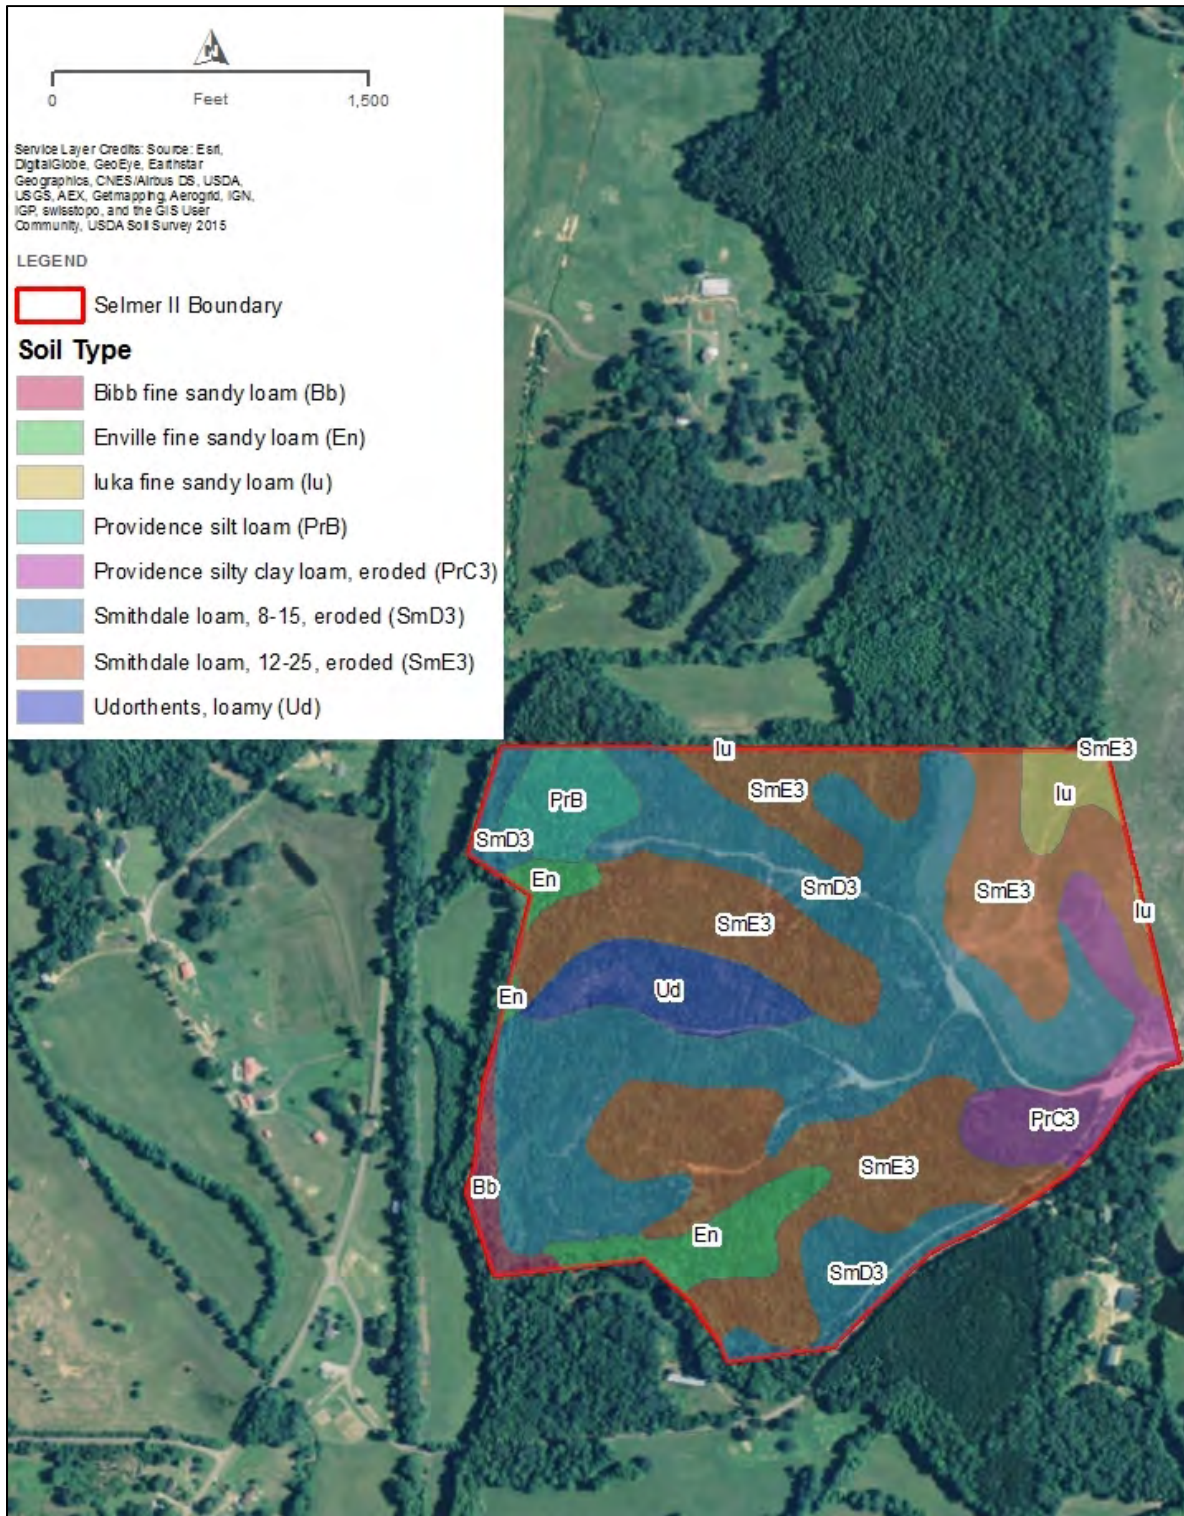 N
0 Feet 1,500
Service Layer Credits: Source: Esri,
DigitalGlobe, GeoEye, Earthstar
Geographics, CNES/Airbus DS, USDA,
USGS, AEX, Getmapping, Aerogrid, IGN,
IGP, swisstopo, and the GIS User
Community, USDA Soil Survey 2015
LEGEND
Selmer II Boundary
Soil Type
Bibb fine sandy loam (Bb)
Enville fine sandy loam (En)
Iuka fine sandy loam (Iu)
Providence silt loam (PrB)
Providence silty clay loam, eroded (PrC3)
Smithdale loam, 8-15, eroded (SmD3)
Smithdale loam, 12-25, eroded (SmE3)
Udorthents, loamy (Ud)
Iu
SmE3
SmE3
Iu
PrB
SmD3
En
SmD3
SmE3
Iu
SmE3
Ud
En
PrC3
SmE3
Bb
En
SmD3